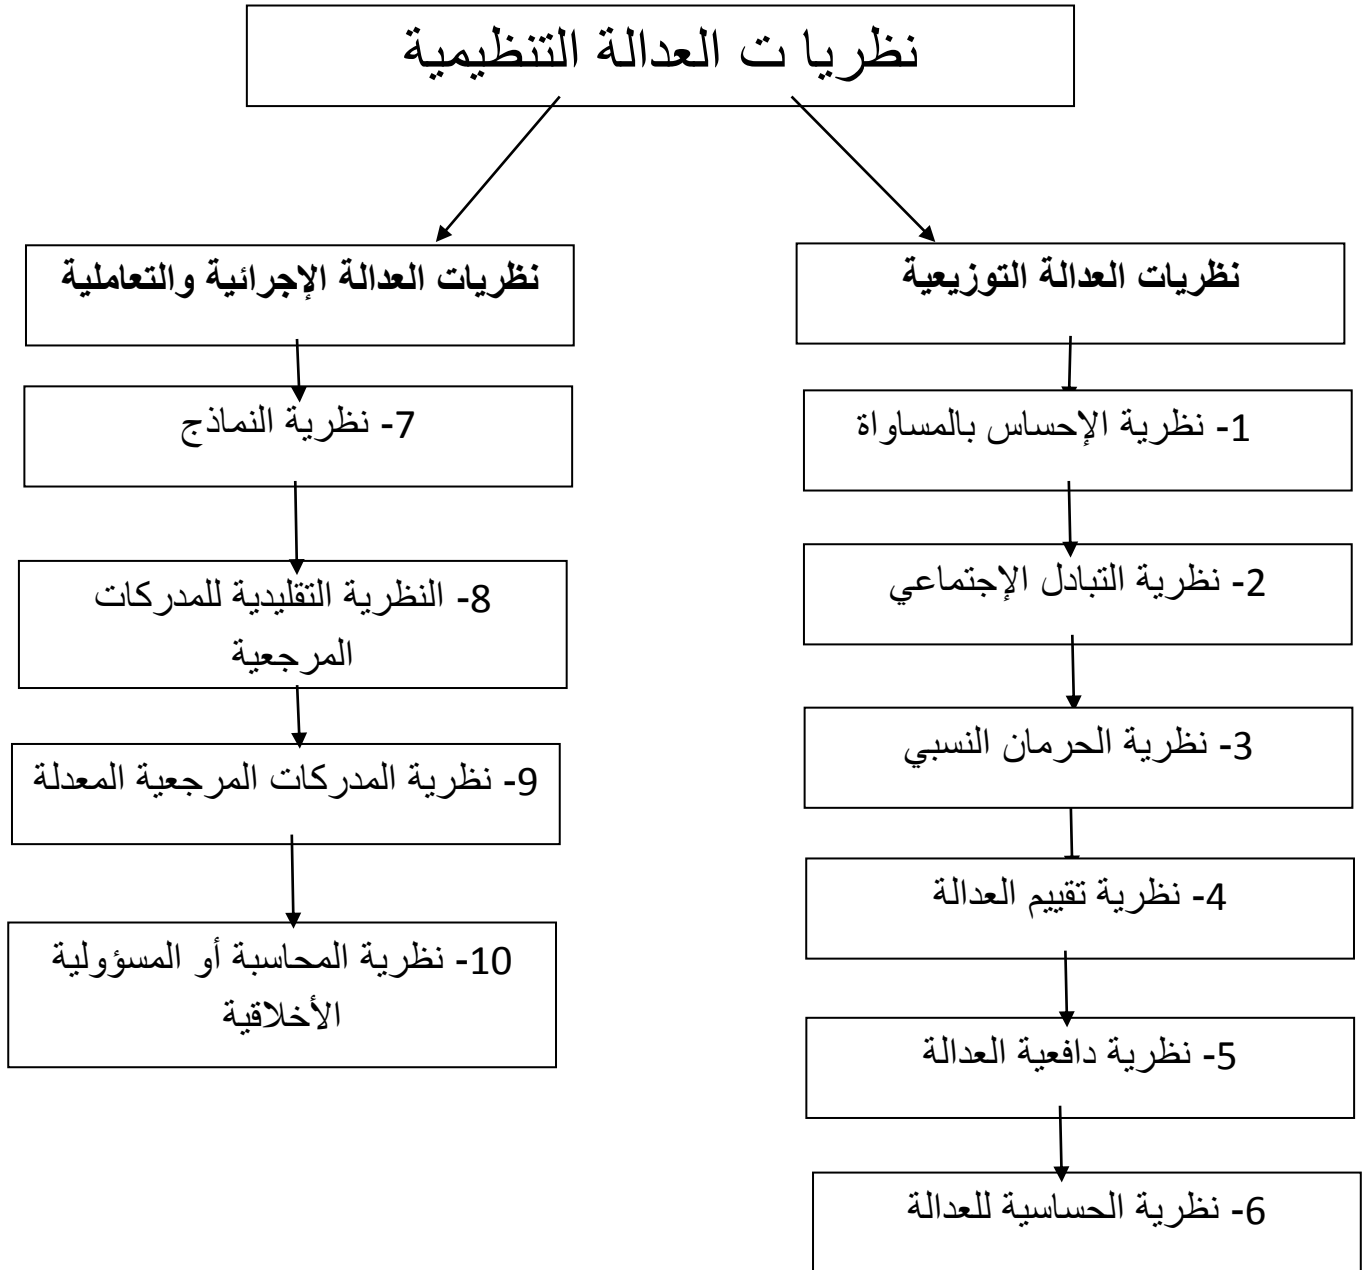 نظريا ت العدالة التنظيمية
نظريات العدالة التوزيعية
1- نظرية الإحساس بالمساواة
2- نظرية التبادل الإجتماعي
3- نظرية الحرمان النسبي
4- نظرية تقييم العدالة
5- نظرية دافعية العدالة
6- نظرية الحساسية للعدالة
نظريات العدالة الإجرائية والتعاملية
7- نظرية النماذج
8- النظرية التقليدية للمدركات
المرجعية
9- نظرية المدركات المرجعية المعدلة
10- نظرية المحاسبة أو المسؤولية
الأخلاقية